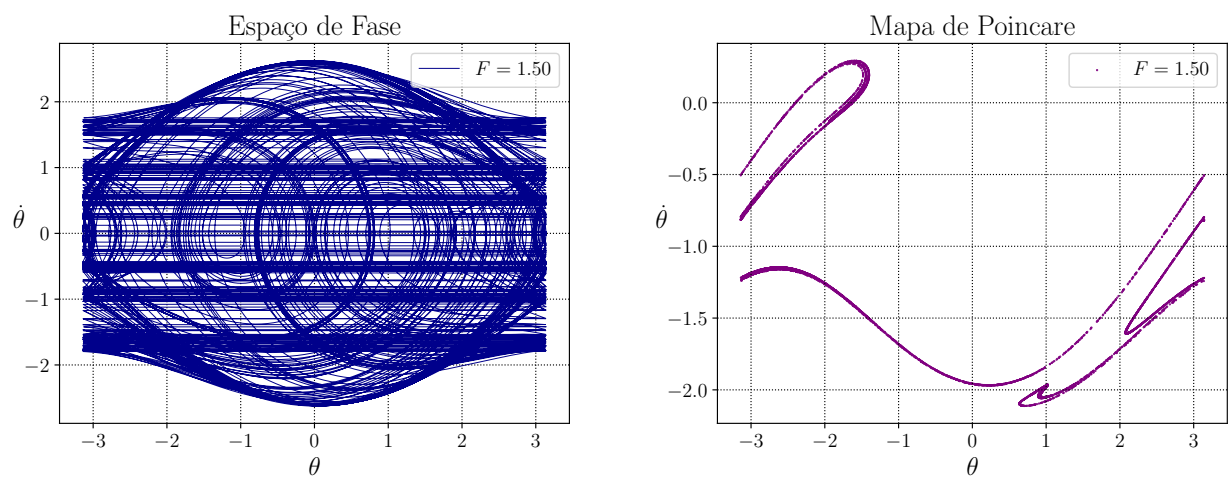 Espaço de Fase
F = 1.50
2
1
0
−1
−2
θ̇
−3 −2 −1 0 1 2 3
θ
Mapa de Poincare
F = 1.50
0.0
−0.5
−1.0
−1.5
−2.0
θ̇
−3 −2 −1 0 1 2 3
θ